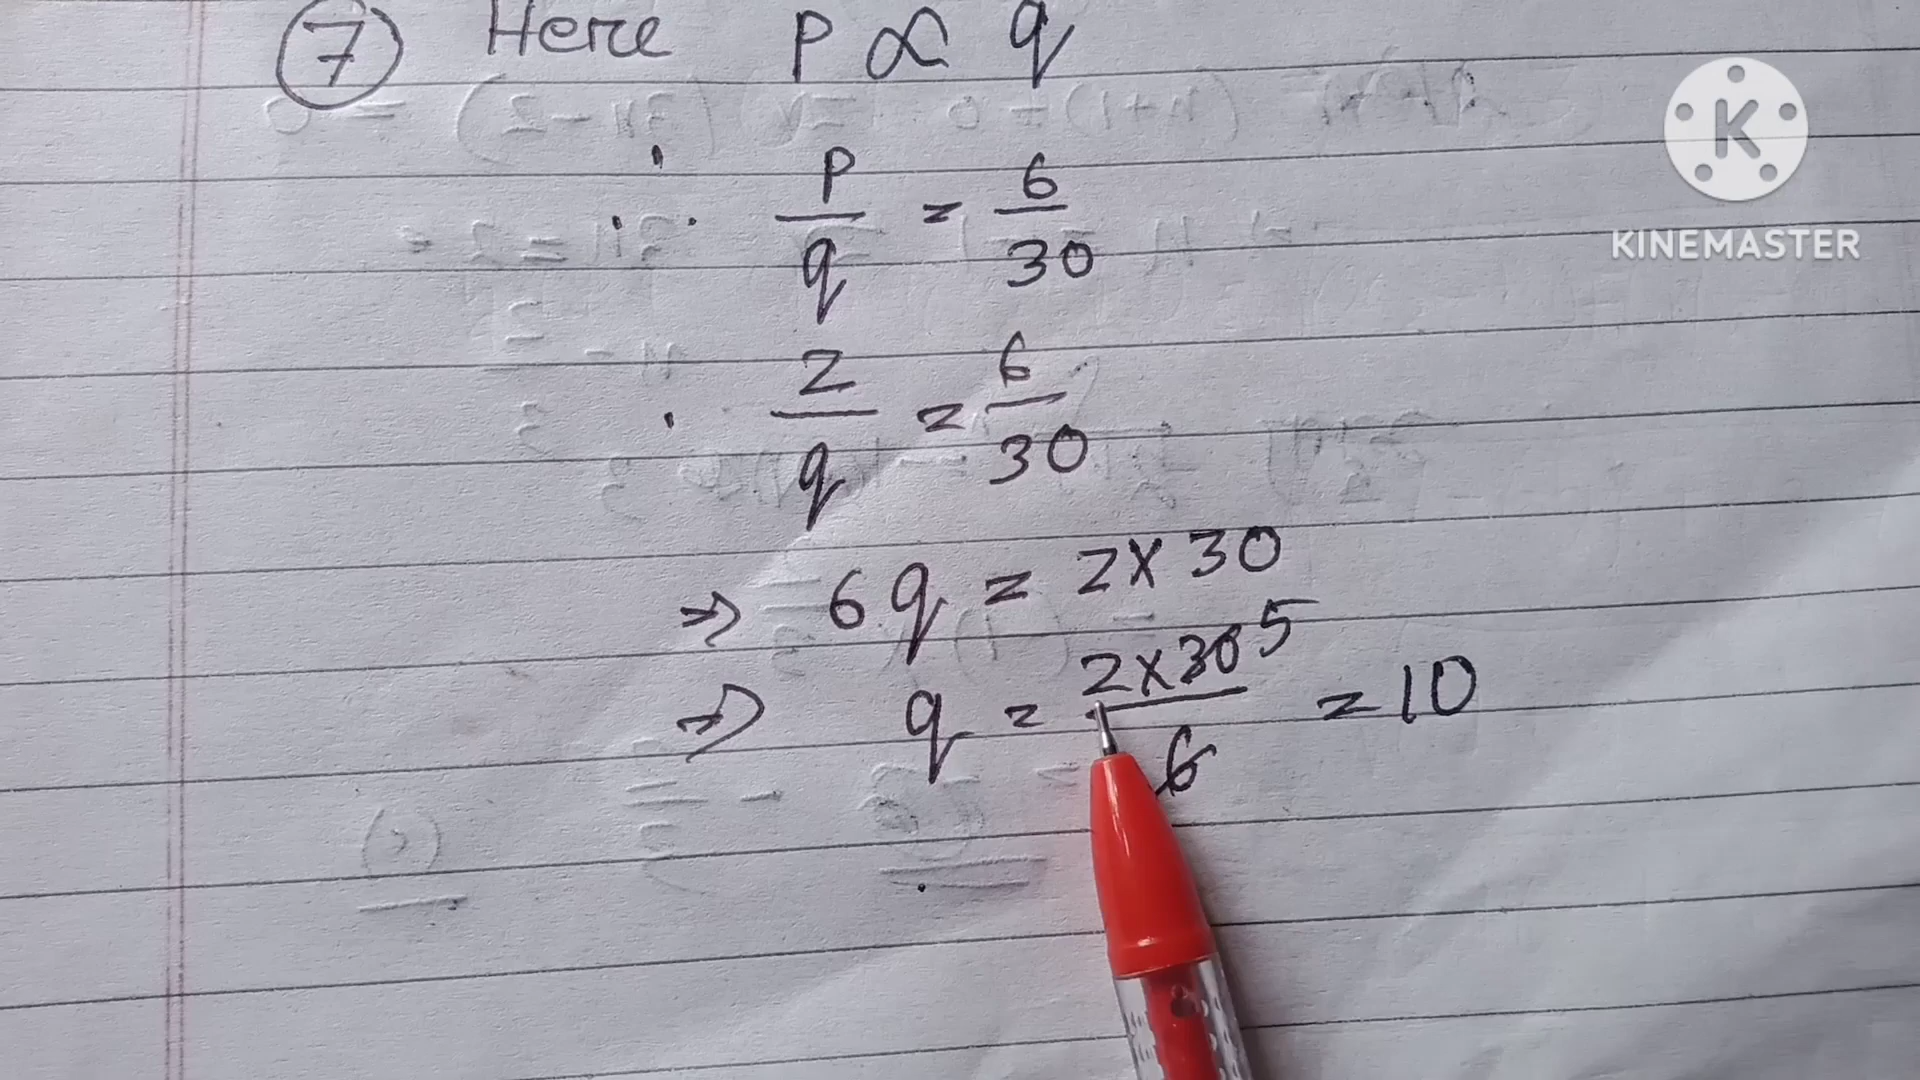 7 Here P ∝ q
∴ P/q = 6/30
∴ 2/q = 6/30
⇒ 6q = 2×30
⇒ q = 2×30 5/6 = 10
K
KINEMASTER